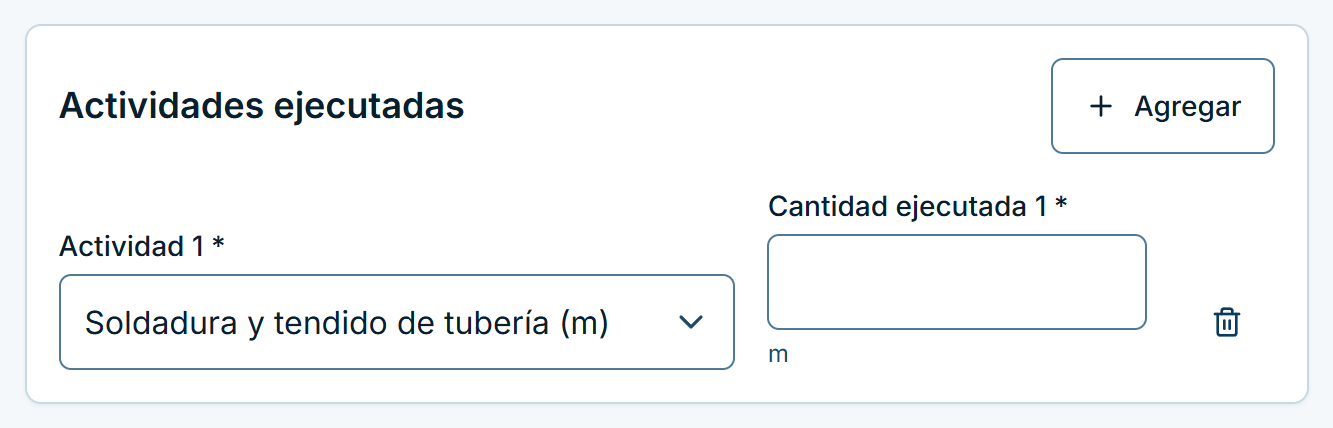 Actividades ejecutadas
Agregar
Actividad 1 *
Soldadura y tendido de tubería (m)
Cantidad ejecutada 1 *
m